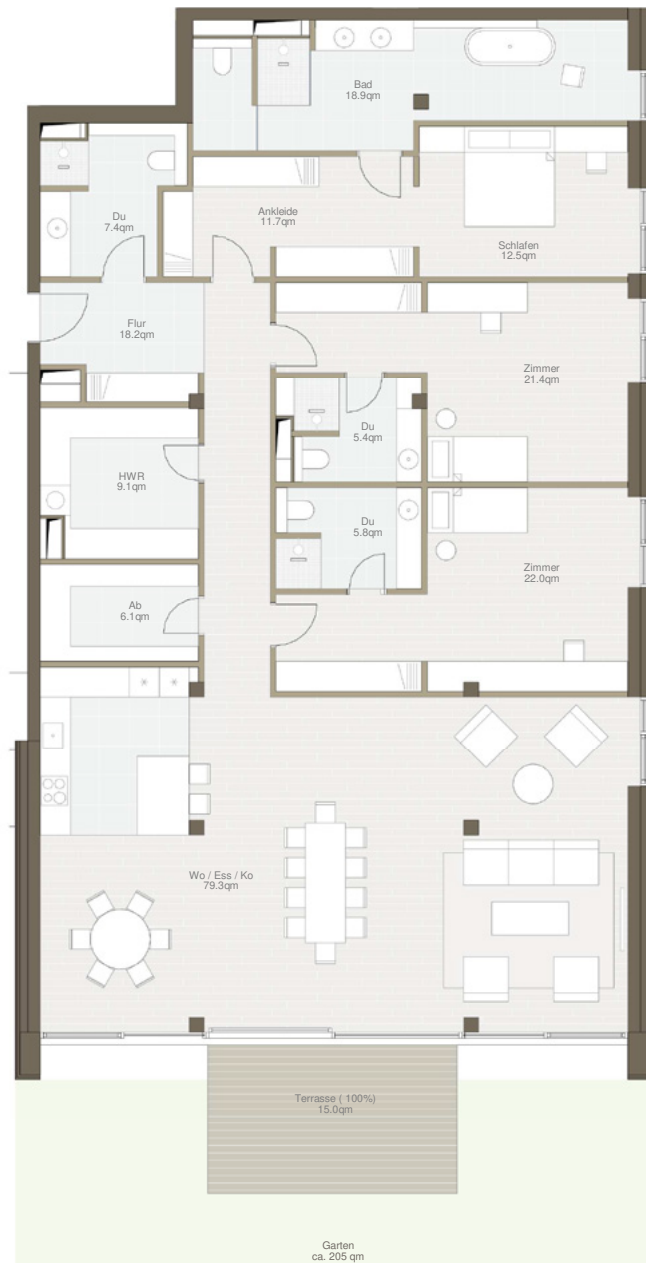 Bad
18.9qm
Du
7.4qm
Ankleide
11.7qm
Schlafen
12.5qm
Flur
18.2qm
Zimmer
21.4qm
Du
5.4qm
HWR
9.1qm
Du
5.8qm
Zimmer
22.0qm
Ab
6.1qm
Wo / Ess / Ko
79.3qm
Terrasse ( 100%)
15.0qm
Garten
ca. 205 qm